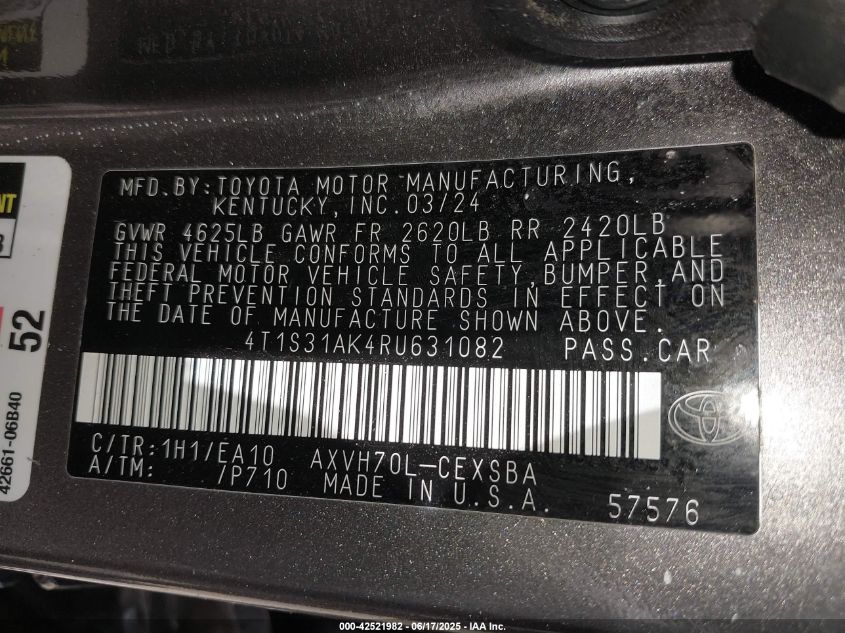 MFD. BY: TOYOTA MOTOR MANUFACTURING,
KENTUCKY, INC. 03/24
GVWR 4625LB GAWR FR 2620LB RR 2420LB
THIS VEHICLE CONFORMS TO ALL APPLICABLE
FEDERAL MOTOR VEHICLE SAFETY, BUMPER, AND
THEFT PREVENTION STANDARDS IN EFFECT ON
THE DATE OF MANUFACTURE SHOWN ABOVE.
4T1S31AK4RU631082 PASS.CAR
C/TR: 1H1/EA10 AXVH70L-CEXSBA
A/TM: /P710 MADE IN U.S.A.
57576
52
42661-06B40
000-42521982 - 06/17/2025 - IAA Inc.